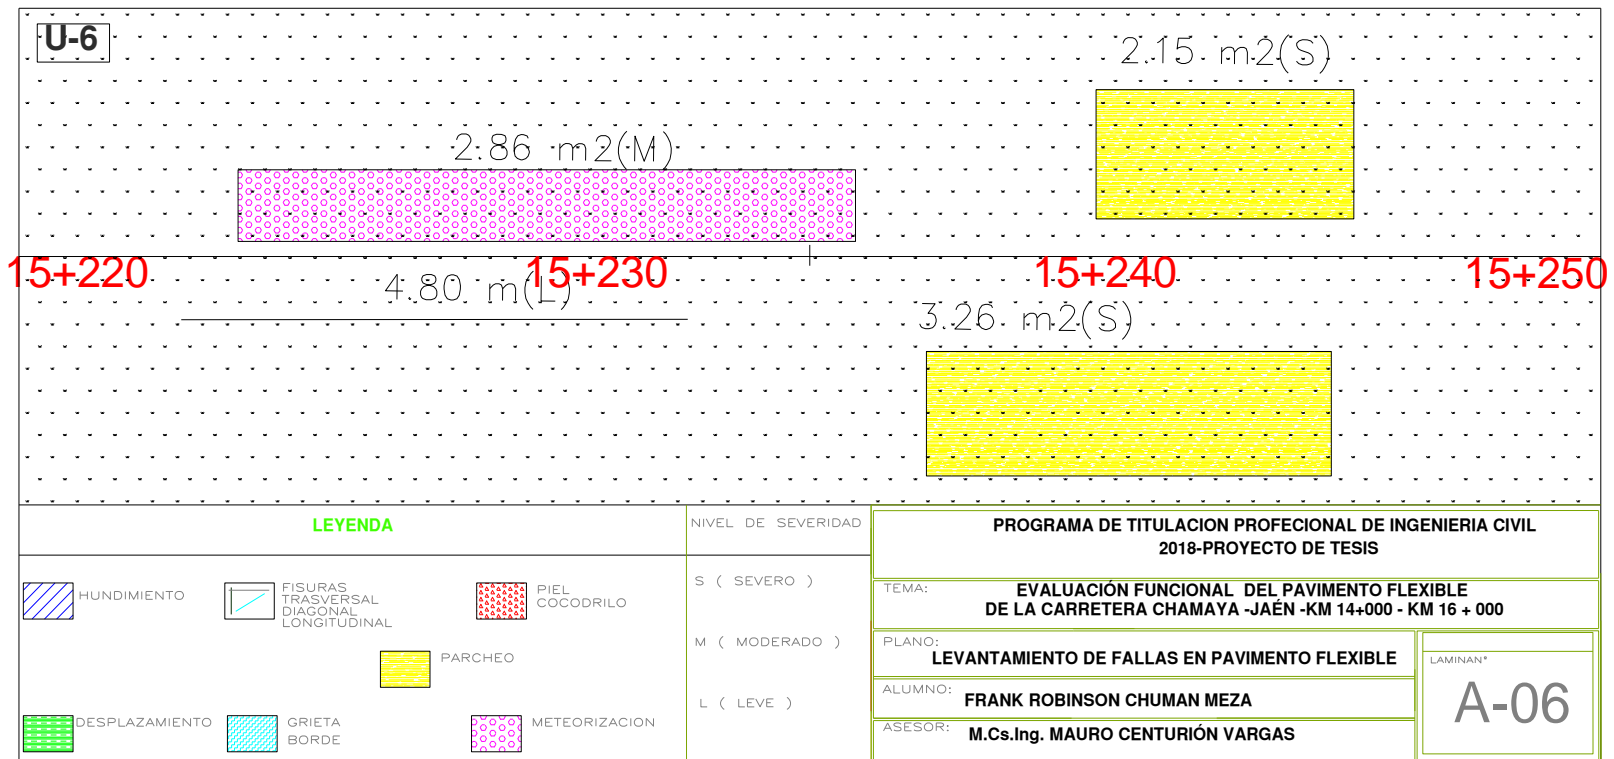 U-6
2.15 m2(S)
2.86 m2(M)
15+220
15+230
15+240
15+250
4.80 m(L)
3.26 m2(S)
LEYENDA
HUNDIMIENTO
FISURAS
TRASVERSAL
DIAGONAL
LONGITUDINAL
PIEL
COCODRILO
PARCHEO
DESPLAZAMIENTO
GRIETA
BORDE
METEORIZACION
NIVEL DE SEVERIDAD
S ( SEVERO )
M ( MODERADO )
L ( LEVE )
PROGRAMA DE TITULACION PROFECIONAL DE INGENIERIA CIVIL
2018-PROYECTO DE TESIS
TEMA:
EVALUACIÓN FUNCIONAL DEL PAVIMENTO FLEXIBLE
DE LA CARRETERA CHAMAYA -JAÉN -KM 14+000 - KM 16 + 000
PLANO:
LEVANTAMIENTO DE FALLAS EN PAVIMENTO FLEXIBLE
ALUMNO:
FRANK ROBINSON CHUMAN MEZA
ASESOR:
M.Cs.Ing. MAURO CENTURIÓN VARGAS
LAMINAN°
A-06